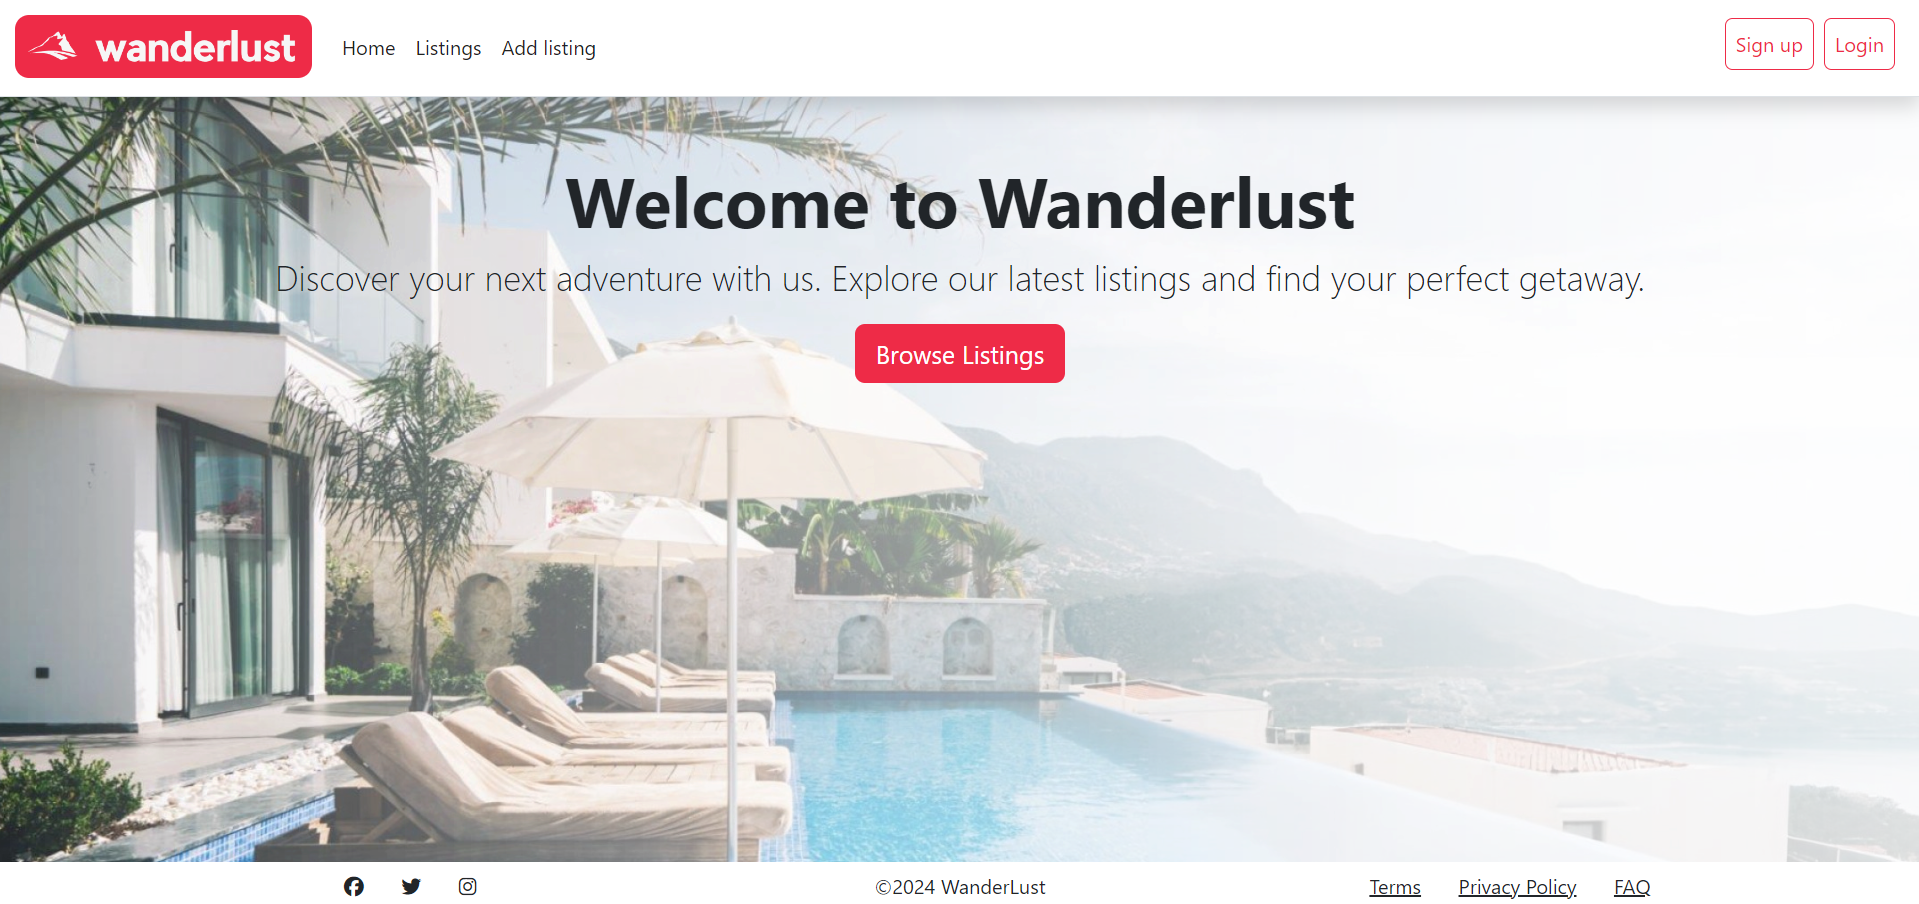 wanderlust
Home Listings Add listing
Sign up Login
Welcome to Wanderlust
Discover your next adventure with us. Explore our latest listings and find your perfect getaway.
Browse Listings
©2024 WanderLust
Terms Privacy Policy FAQ